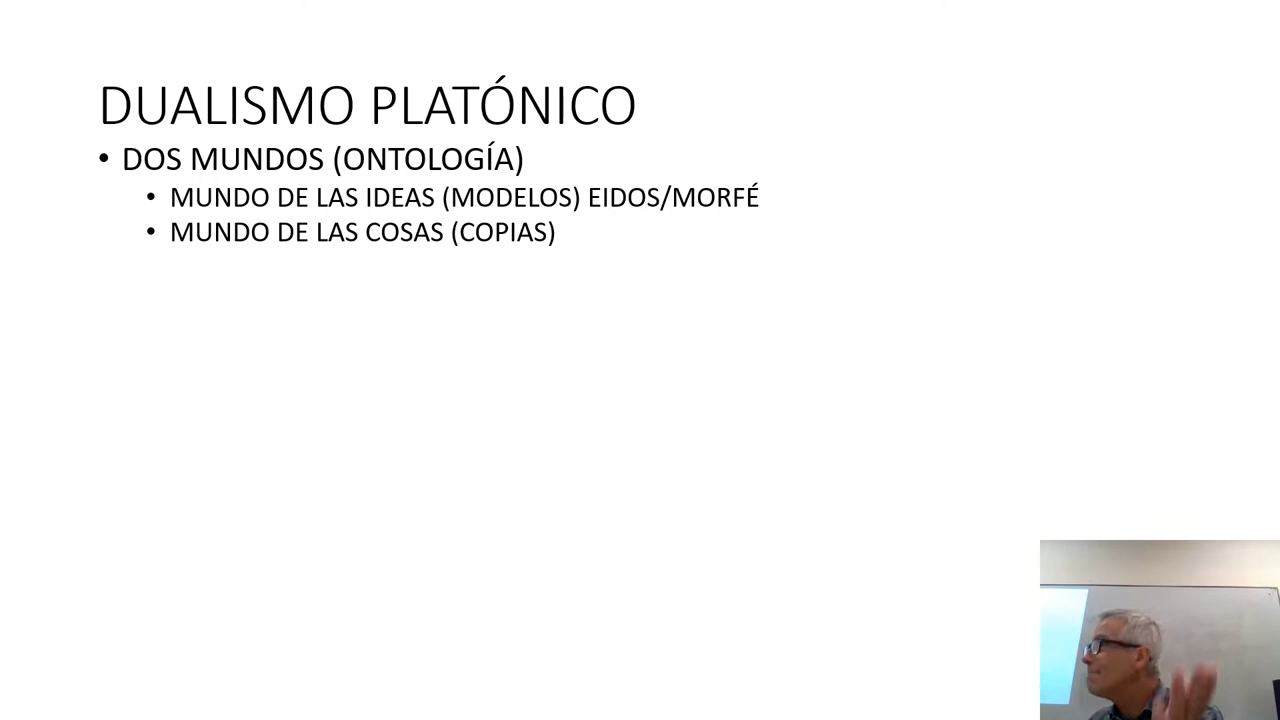 DUALISMO PLATÓNICO
• DOS MUNDOS (ONTOLOGÍA)
• MUNDO DE LAS IDEAS (MODELOS) EIDOS/MORFÉ
• MUNDO DE LAS COSAS (COPIAS)